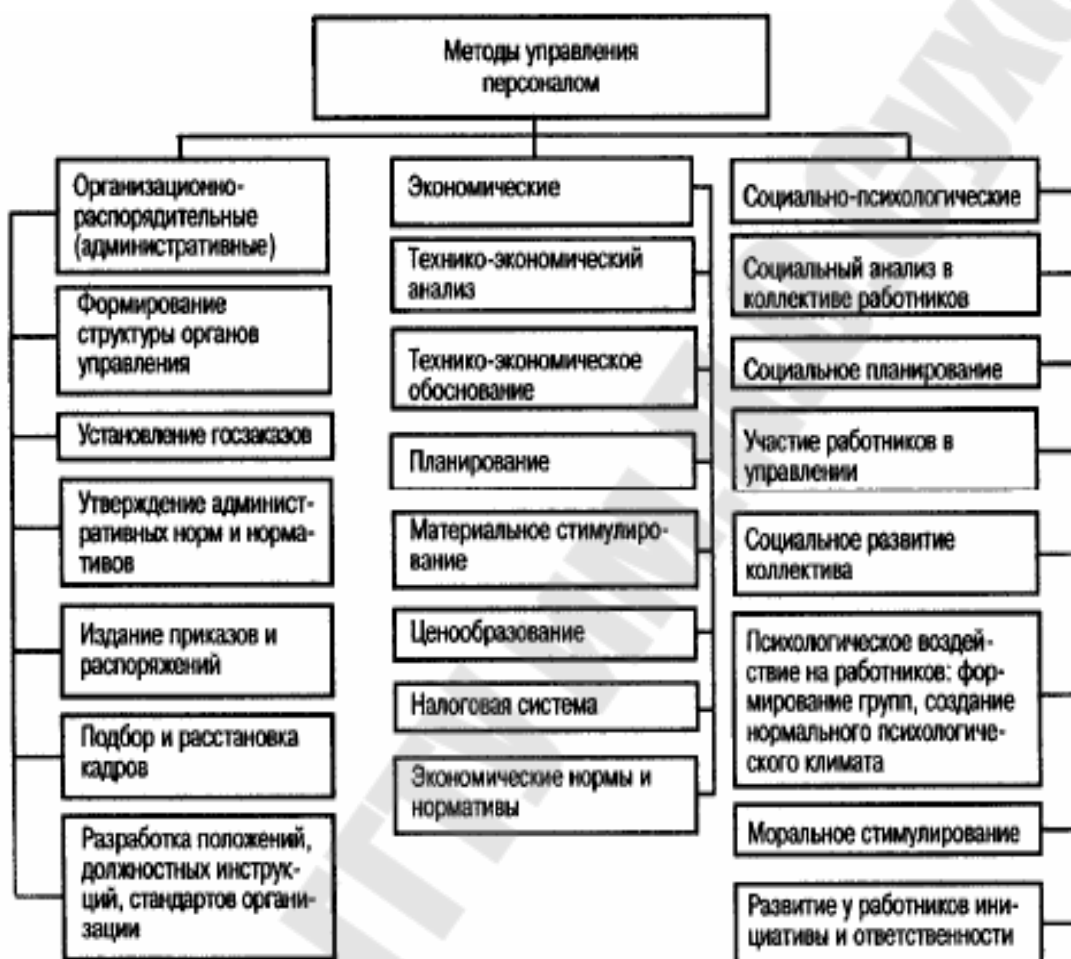 Методы управления
персоналом
Организационно-
распорядительные
(административные)
Формирование
структуры органов
управления
Установление госзаказов
Утверждение админист-
ративных норм и норма-
тивов
Издание приказов и
распоряжений
Подбор и расстановка
кадров
Разработка положений,
должностных инструк-
ций, стандартов органи-
зации
Экономические
Технико-экономический
анализ
Технико-экономическое
обоснование
Планирование
Материальное стимулиро-
вание
Ценообразование
Налоговая система
Экономические нормы и
нормативы
Социально-психологические
Социальный анализ в
коллективе работников
Социальное планирование
Участие работников в
управлении
Социальное развитие
коллектива
Психологическое воздей-
ствие на работников: фор-
мирование групп, создание
нормального психологиче-
ского климата
Моральное стимулирование
Развитие у работников ини-
циативы и ответственности